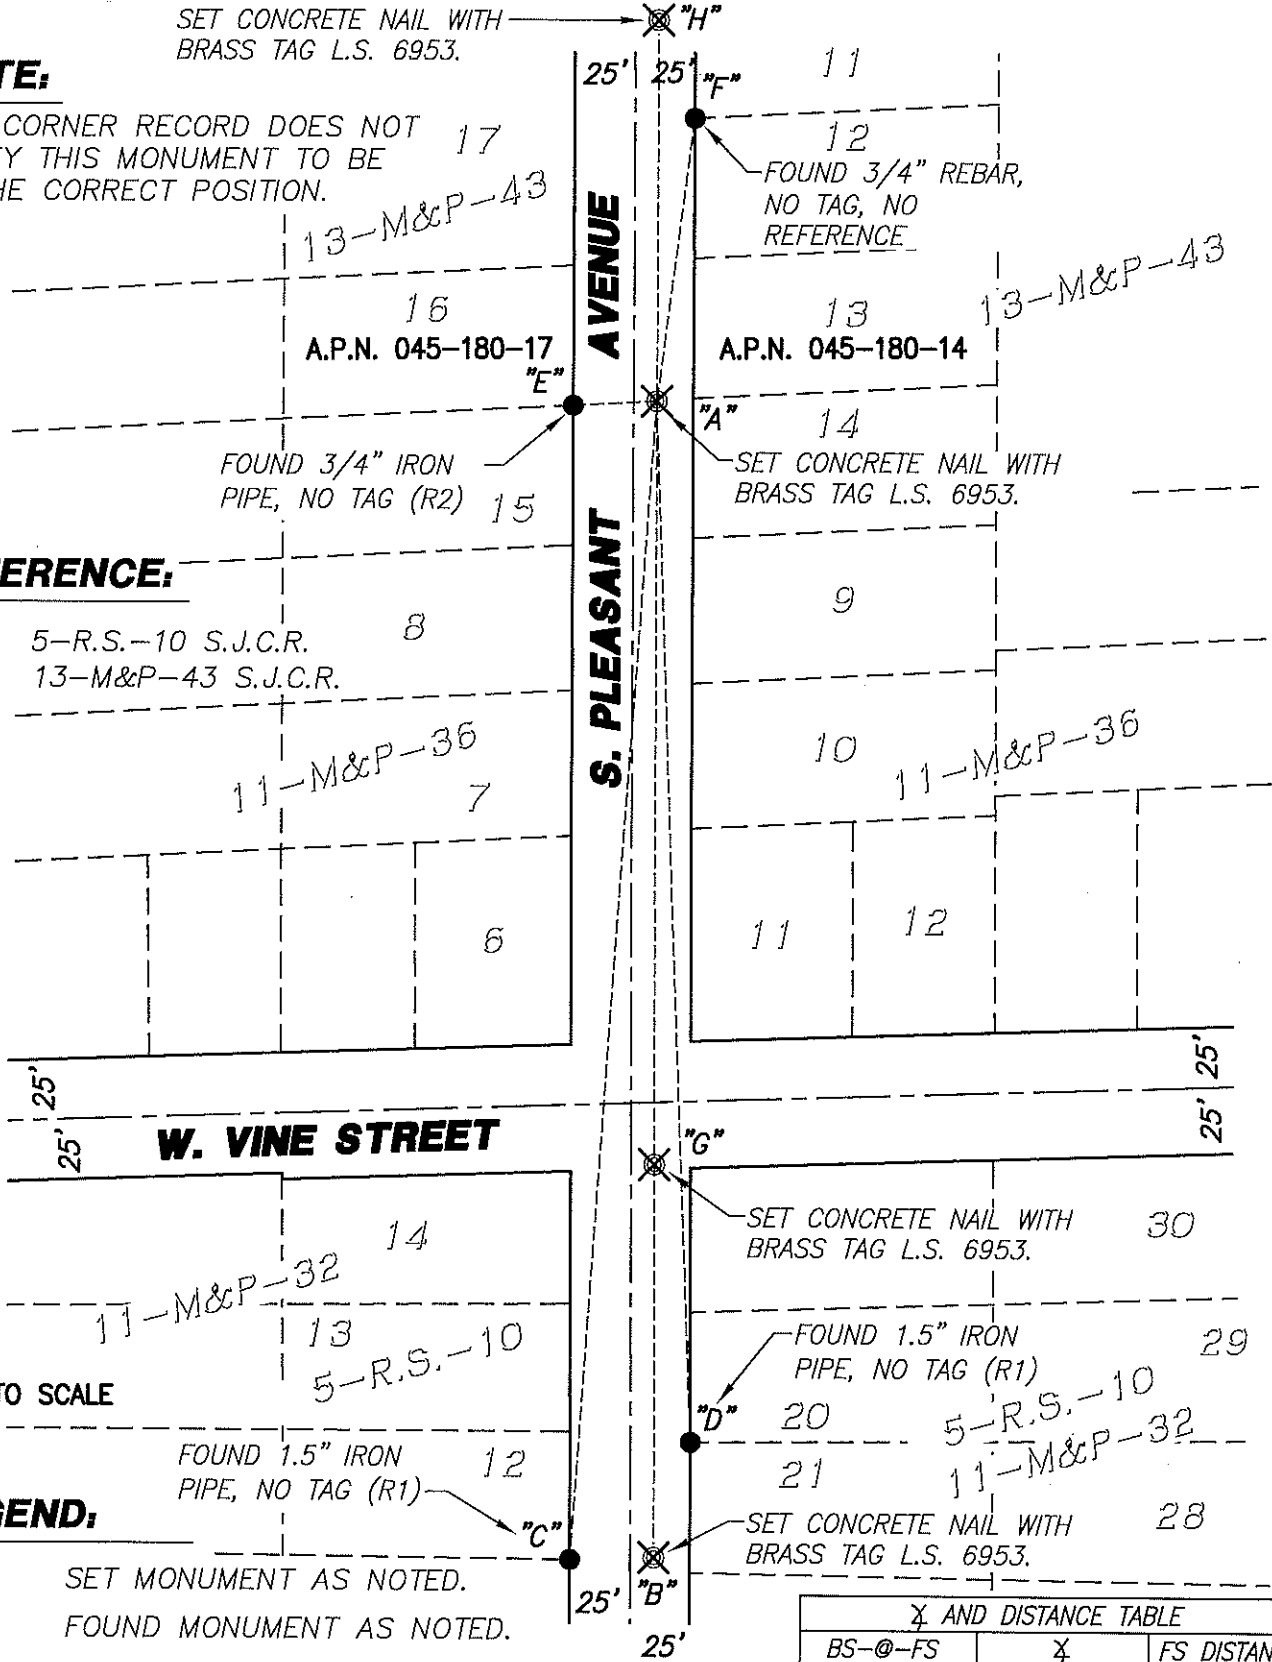 SET CONCRETE NAIL WITH
BRASS TAG L.S. 6953.
"H"
TE:
CORNER RECORD DOES NOT
Y THIS MONUMENT TO BE
HE CORRECT POSITION.
17
13-M&P-43
25'
25'
"F"
11
12
FOUND 3/4" REBAR,
NO TAG, NO
REFERENCE
13-M&P-43
16
A.P.N. 045-180-17
"E"
S. PLEASANT AVENUE
13
A.P.N. 045-180-14
"A"
14
FOUND 3/4" IRON
PIPE, NO TAG (R2)
15
SET CONCRETE NAIL WITH
BRASS TAG L.S. 6953.
ERENCE:
5-R.S.-10 S.J.C.R.
13-M&P-43 S.J.C.R.
8
9
11-M&P-36
7
10
11-M&P-36
6
11
12
25'
25'
25'
25'
W. VINE STREET
"G"
SET CONCRETE NAIL WITH
BRASS TAG L.S. 6953.
30
14
11-M&P-32
13
5-R.S.-10
FOUND 1.5" IRON
PIPE, NO TAG (R1)
29
TO SCALE
"D"
20
5-R.S.-10
11-M&P-32
21
FOUND 1.5" IRON
PIPE, NO TAG (R1)
12
GEND:
"C"
SET CONCRETE NAIL WITH
BRASS TAG L.S. 6953.
28
SET MONUMENT AS NOTED.
FOUND MONUMENT AS NOTED.
25'
"B"
25'
AND DISTANCE TABLE
BS-@-FS
FS DISTAN